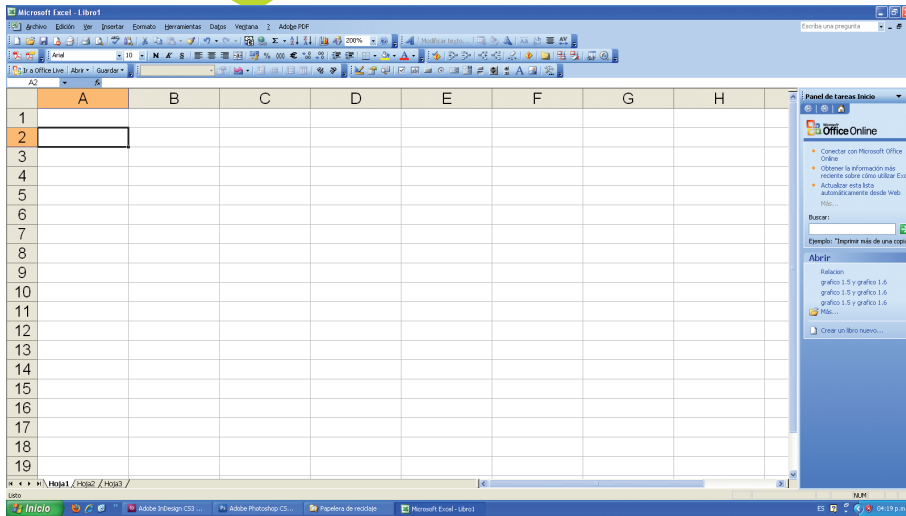 Microsoft Excel - Libro1
Archivo Edición Ver Insertar Formato Herramientas Datos Ventana ? Adobe PDF
Escriba una pregunta
200%
Modificar texto...
Arial 10 N K S
Ir a Office Live Abrir Guardar
A2 fx
A B C D E F G H
1
2
3
4
5
6
7
8
9
10
11
12
13
14
15
16
17
18
19
Panel de tareas Inicio
Microsoft
Office Online
Conectar con Microsoft Office
Online
Obtener la información más
reciente sobre cómo utilizar Exc
Actualizar esta lista
automáticamente desde Web
Más...
Buscar:
Ejemplo: "Imprimir más de una copi
Abrir
Relacion
grafico 1.5 y grafico 1.6
grafico 1.5 y grafico 1.6
grafico 1.5 y grafico 1.6
Más...
Crear un libro nuevo...
Hoja1 Hoja2 Hoja3
Listo
NUM
Inicio
Adobe InDesign CS3 ...
Adobe Photoshop CS...
Papelera de reciclaje
Microsoft Excel - Libro1
ES
04:19 p.m.